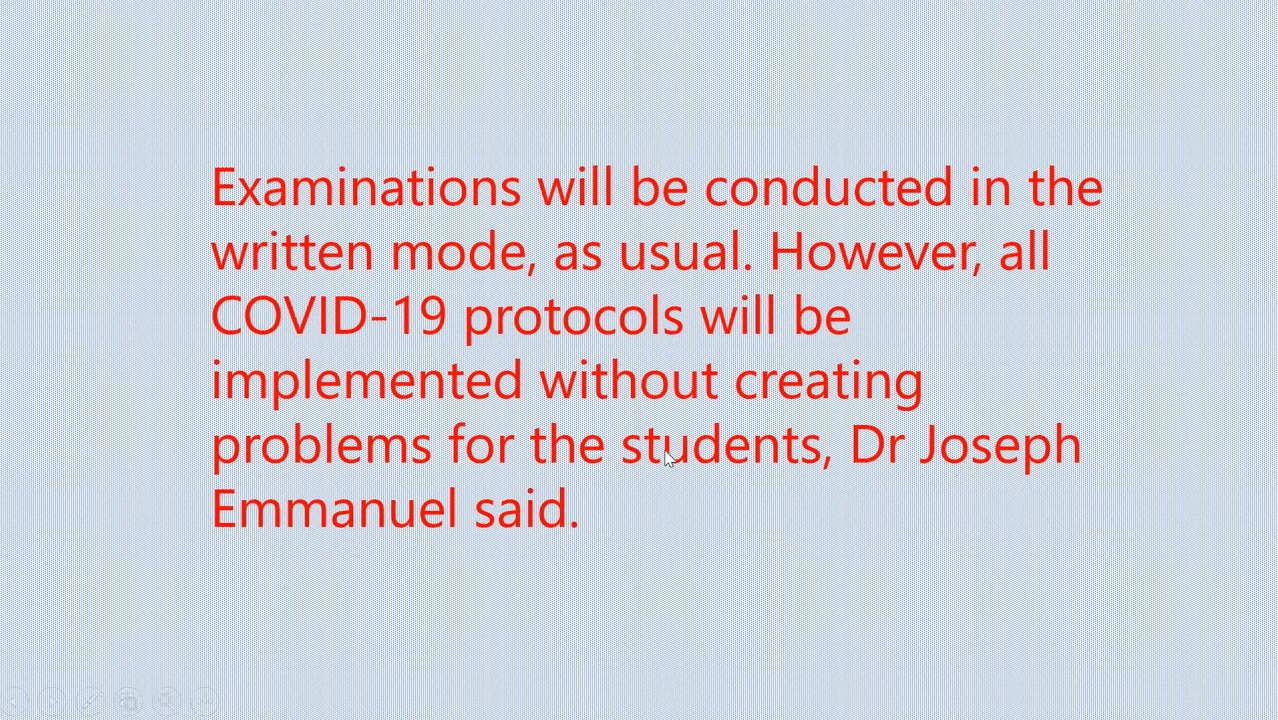 Examinations will be conducted in the
written mode, as usual. However, all
COVID-19 protocols will be
implemented without creating
problems for the students, Dr Joseph
Emmanuel said.